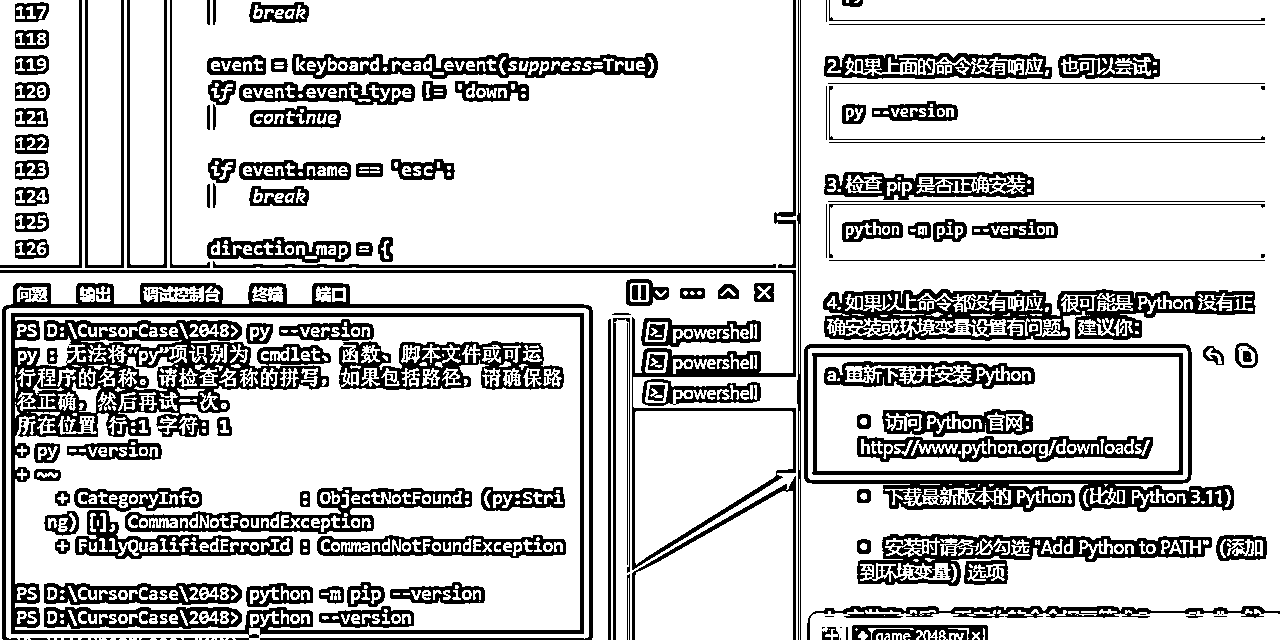 117 break
118
119 event = keyboard.read_event(suppress=True)
120 if event.event_type != 'down':
121 continue
122
123 if event.name == 'esc':
124 break
125
126 direction_map = {
问题 输出 调试控制台 终端 端口
PS D:\CursorCase\2048> py --version
py : 无法将“py”项识别为 cmdlet、函数、脚本文件或可运
行程序的名称。请检查名称的拼写，如果包括路径，请确保路
径正确，然后再试一次。
所在位置 行:1 字符: 1
+ py --version
+ ~~
+ CategoryInfo : ObjectNotFound: (py:Stri
ng) [], CommandNotFoundException
+ FullyQualifiedErrorId : CommandNotFoundException
PS D:\CursorCase\2048> python -m pip --version
PS D:\CursorCase\2048> python --version
powershell
powershell
powershell
py
2. 如果上面的命令没有响应，也可以尝试：
py --version
3. 检查 pip 是否正确安装：
python -m pip --version
4. 如果以上命令都没有响应，很可能是 Python 没有正
确安装或环境变量设置有问题。建议你：
a. 重新下载并安装 Python
访问 Python 官网：
https://www.python.org/downloads/
下载最新版本的 Python（比如 Python 3.11）
安装时请务必勾选 "Add Python to PATH"（添加
到环境变量）选项
game_2048.py